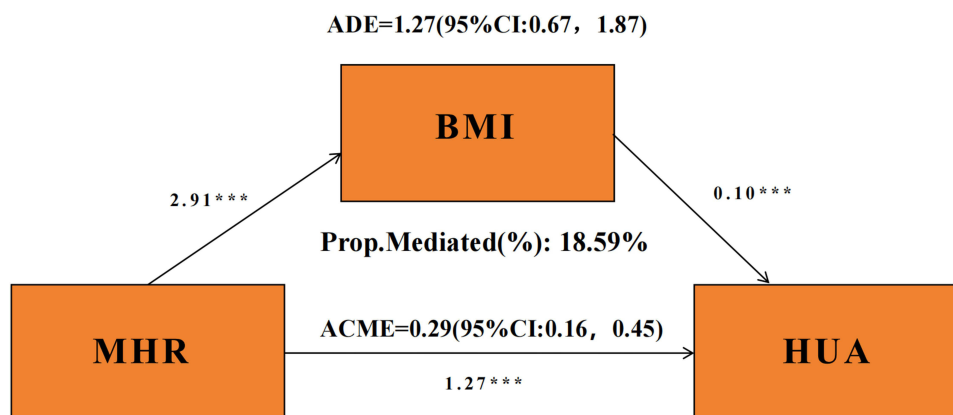 ADE=1.27(95%CI:0.67，1.87)
BMI
2.91***
0.10***
Prop.Mediated(%): 18.59%
MHR
ACME=0.29(95%CI:0.16，0.45)
HUA
1.27***